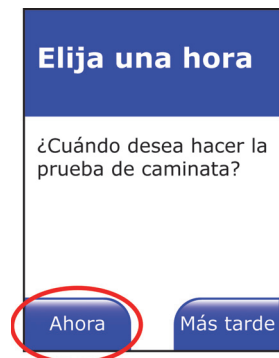 Elija una hora
¿Cuándo desea hacer la
prueba de caminata?
Ahora
Más tarde